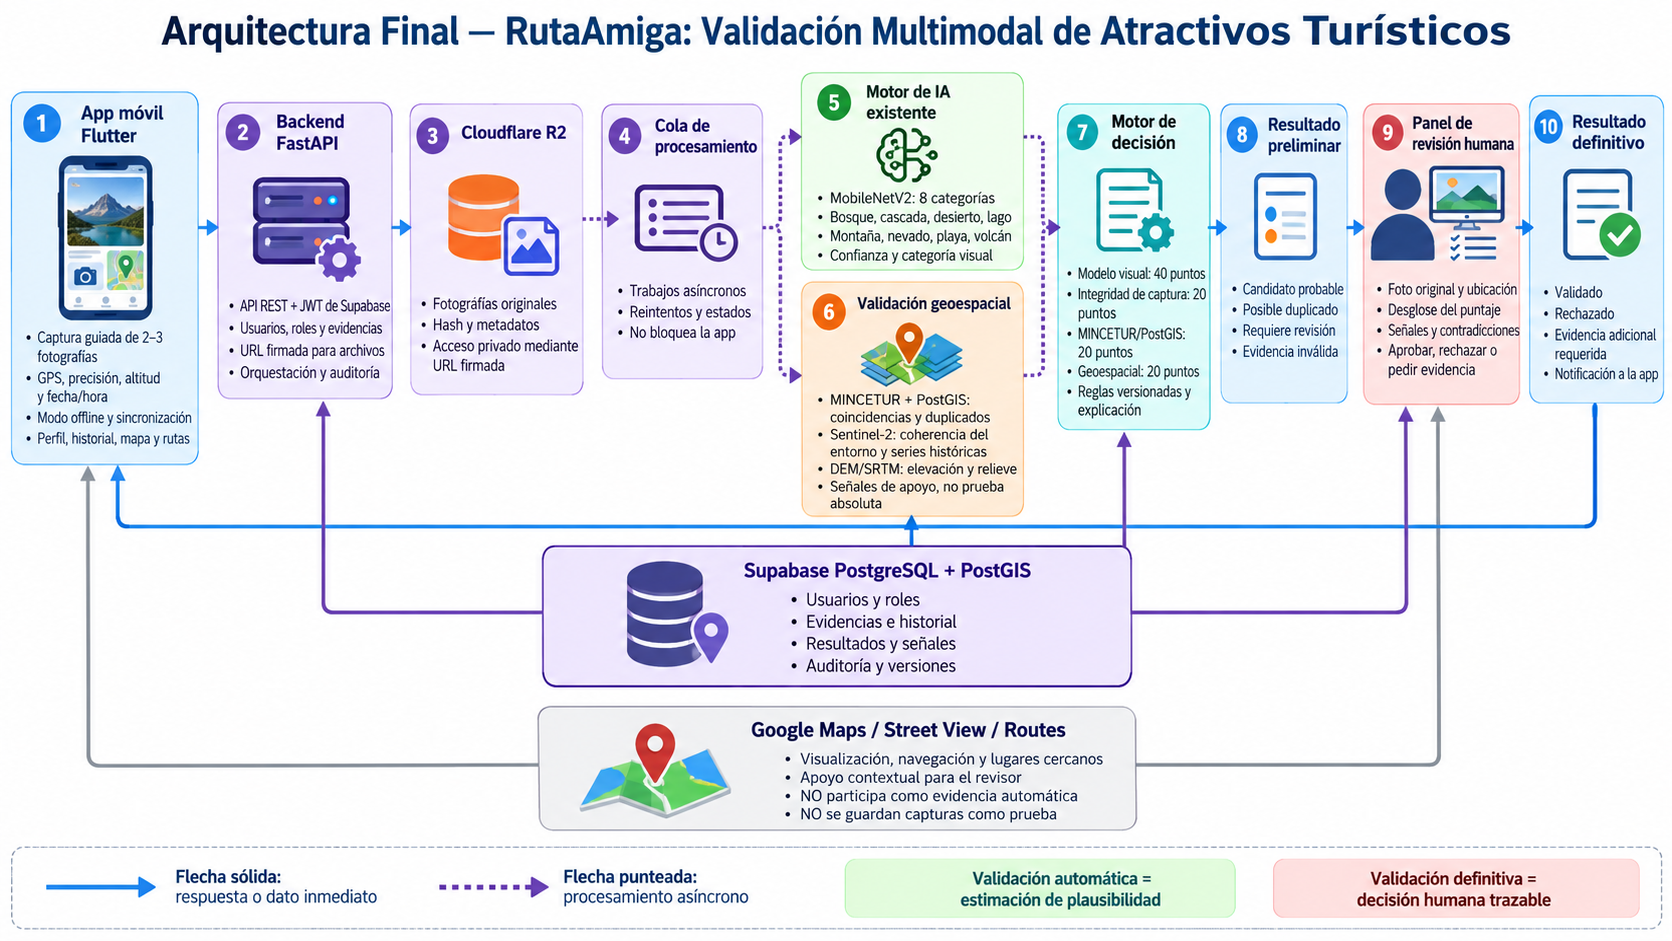 Arquitectura Final — RutaAmiga: Validación Multimodal de Atractivos Turísticos
1
App móvil
Flutter
• Captura guiada de 2–3
fotografías
• GPS, precisión, altitud
y fecha/hora
• Modo offline y sincronización
• Perfil, historial, mapa y rutas
2
Backend
FastAPI
• API REST + JWT de Supabase
• Usuarios, roles y evidencias
• URL firmada para archivos
• Orquestación y auditoría
3
Cloudflare R2
• Fotografías originales
• Hash y metadatos
• Acceso privado mediante
URL firmada
4
Cola de
procesamiento
• Trabajos asíncronos
• Reintentos y estados
• No bloquea la app
5
Motor de IA
existente
• MobileNetV2: 8 categorías
• Bosque, cascada, desierto, lago
• Montaña, nevado, playa, volcán
• Confianza y categoría visual
6
Validación geoespacial
• MINCETUR + PostGIS:
coincidencias y duplicados
• Sentinel-2: coherencia del
entorno y series históricas
• DEM/SRTM: elevación y relieve
• Señales de apoyo, no prueba
absoluta
7
Motor de
decisión
• Modelo visual: 40 puntos
• Integridad de captura: 20
puntos
• MINCETUR/PostGIS:
20 puntos
• Geoespacial: 20 puntos
• Reglas versionadas y
explicación
8
Resultado
preliminar
• Candidato probable
• Posible duplicado
• Requiere revisión
• Evidencia inválida
9
Panel de
revisión humana
• Foto original y ubicación
• Desglose del puntaje
• Señales y contradicciones
• Aprobar, rechazar o
pedir evidencia
10
Resultado
definitivo
• Validado
• Rechazado
• Evidencia adicional
requerida
• Notificación a la app
Supabase PostgreSQL + PostGIS
• Usuarios y roles
• Evidencias e historial
• Resultados y señales
• Auditoría y versiones
Google Maps / Street View / Routes
• Visualización, navegación y lugares cercanos
• Apoyo contextual para el revisor
• NO participa como evidencia automática
• NO se guardan capturas como prueba
Flecha sólida:
respuesta o dato inmediato
Flecha punteada:
procesamiento asíncrono
Validación automática =
estimación de plausibilidad
Validación definitiva =
decisión humana trazable